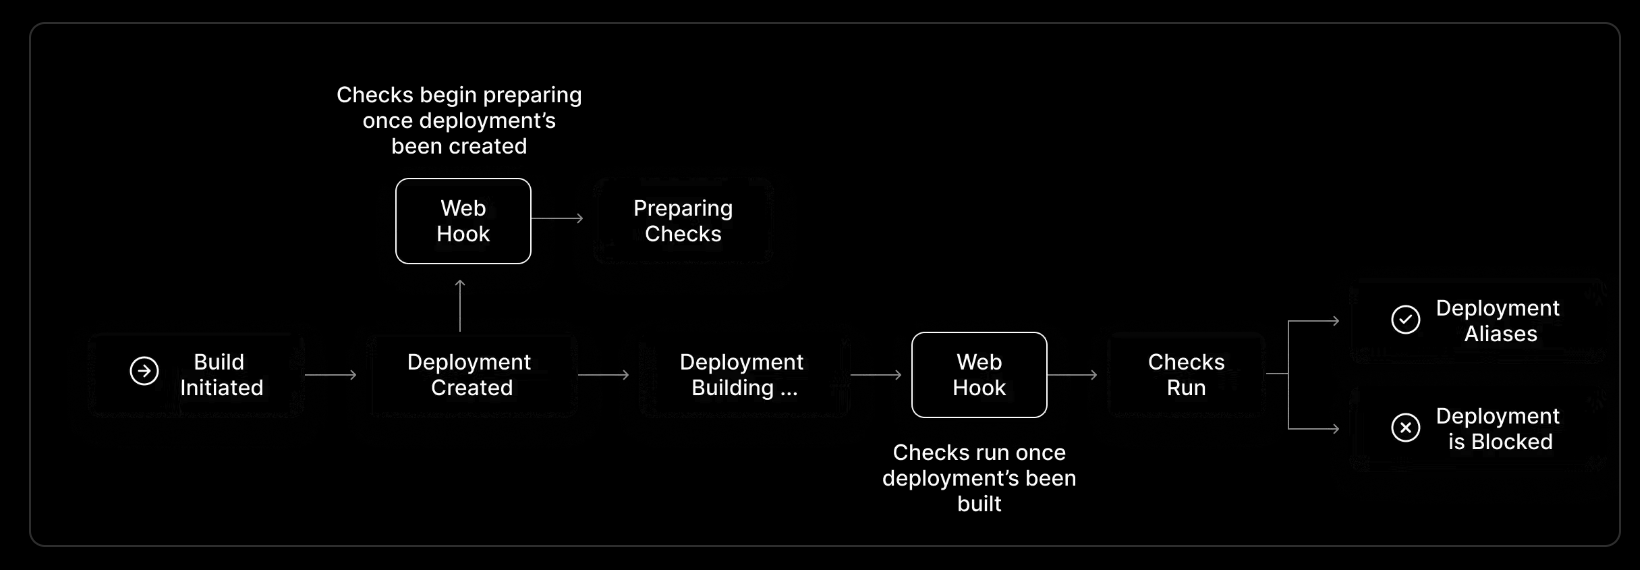 Checks begin preparing
once deployment’s
been created
Web
Hook
Preparing
Checks
Build
Initiated
Deployment
Created
Deployment
Building ...
Web
Hook
Checks run once
deployment’s been
built
Checks
Run
Deployment
Aliases
Deployment
is Blocked